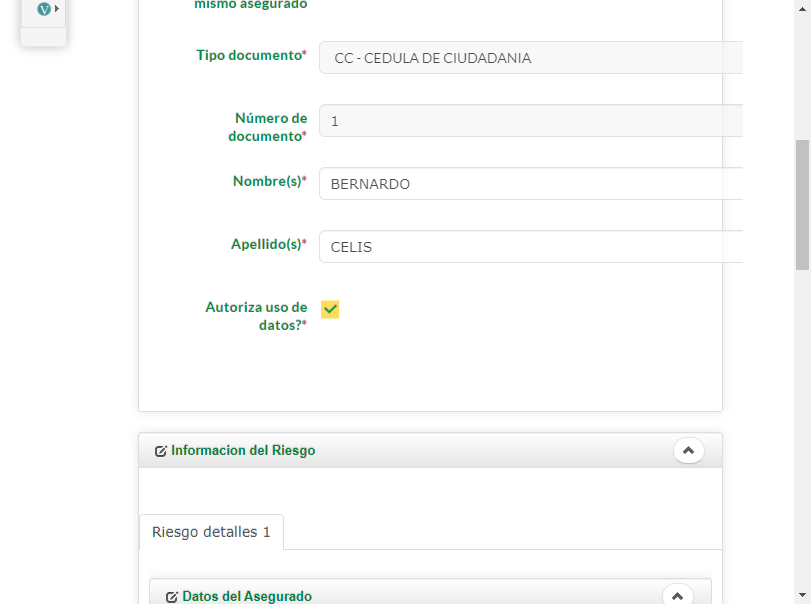 V
mismo asegurado
Tipo documento* CC - CEDULA DE CIUDADANIA
Número de
documento* 1
Nombre(s)* BERNARDO
Apellido(s)* CELIS
Autoriza uso de
datos?*
Informacion del Riesgo
Riesgo detalles 1
Datos del Asegurado